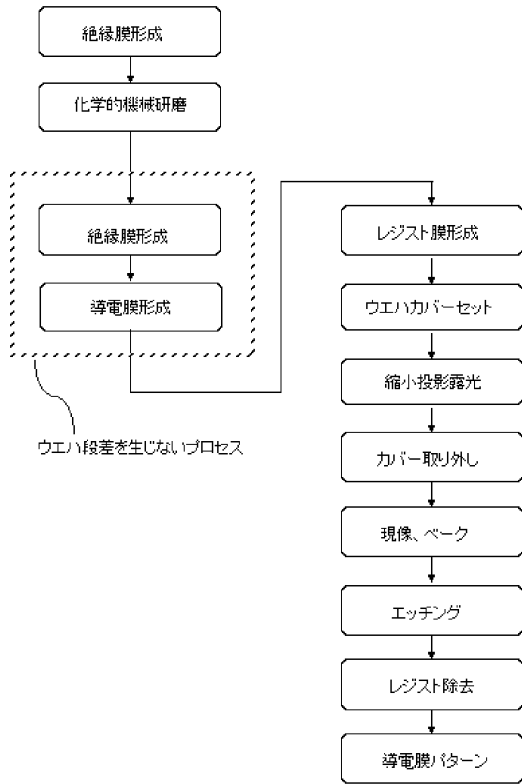 絶縁膜形成
化学的機械研磨
絶縁膜形成
導電膜形成
ウエハ段差を生じないプロセス
レジスト膜形成
ウエハカバーセット
縮小投影露光
カバー取り外し
現像、ベーク
エッチング
レジスト除去
導電膜パターン